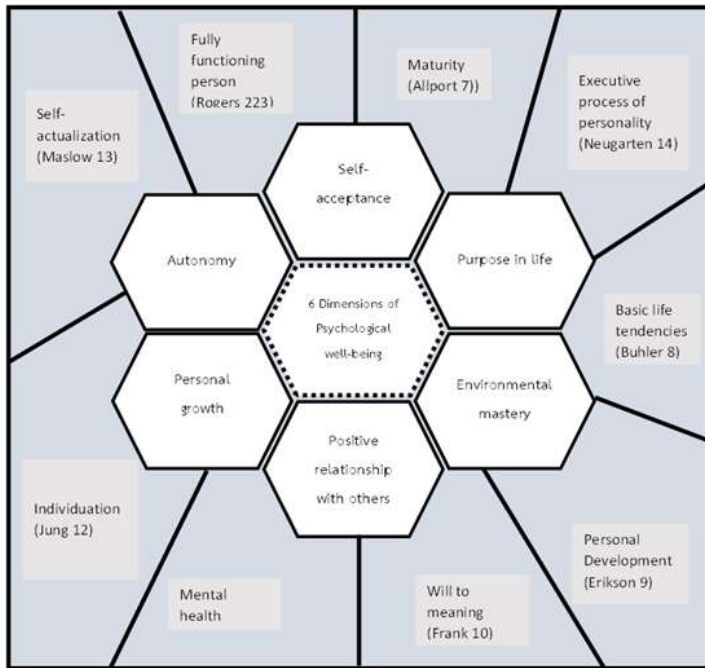 Fully
functioning
person
(Rogers 223)
Maturity
(Allport 7))
Executive
process of
personality
(Neugarten 14)
Self-
actualization
(Maslow 13)
Self-
acceptance
Autonomy
Purpose in life
6 Dimensions of
Psychological
well-being
Basic life
tendencies
(Buhler 8)
Personal
growth
Environmental
mastery
Positive
relationship
with others
Individuation
(Jung 12)
Mental
health
Will to
meaning
(Frank 10)
Personal
Development
(Erikson 9)